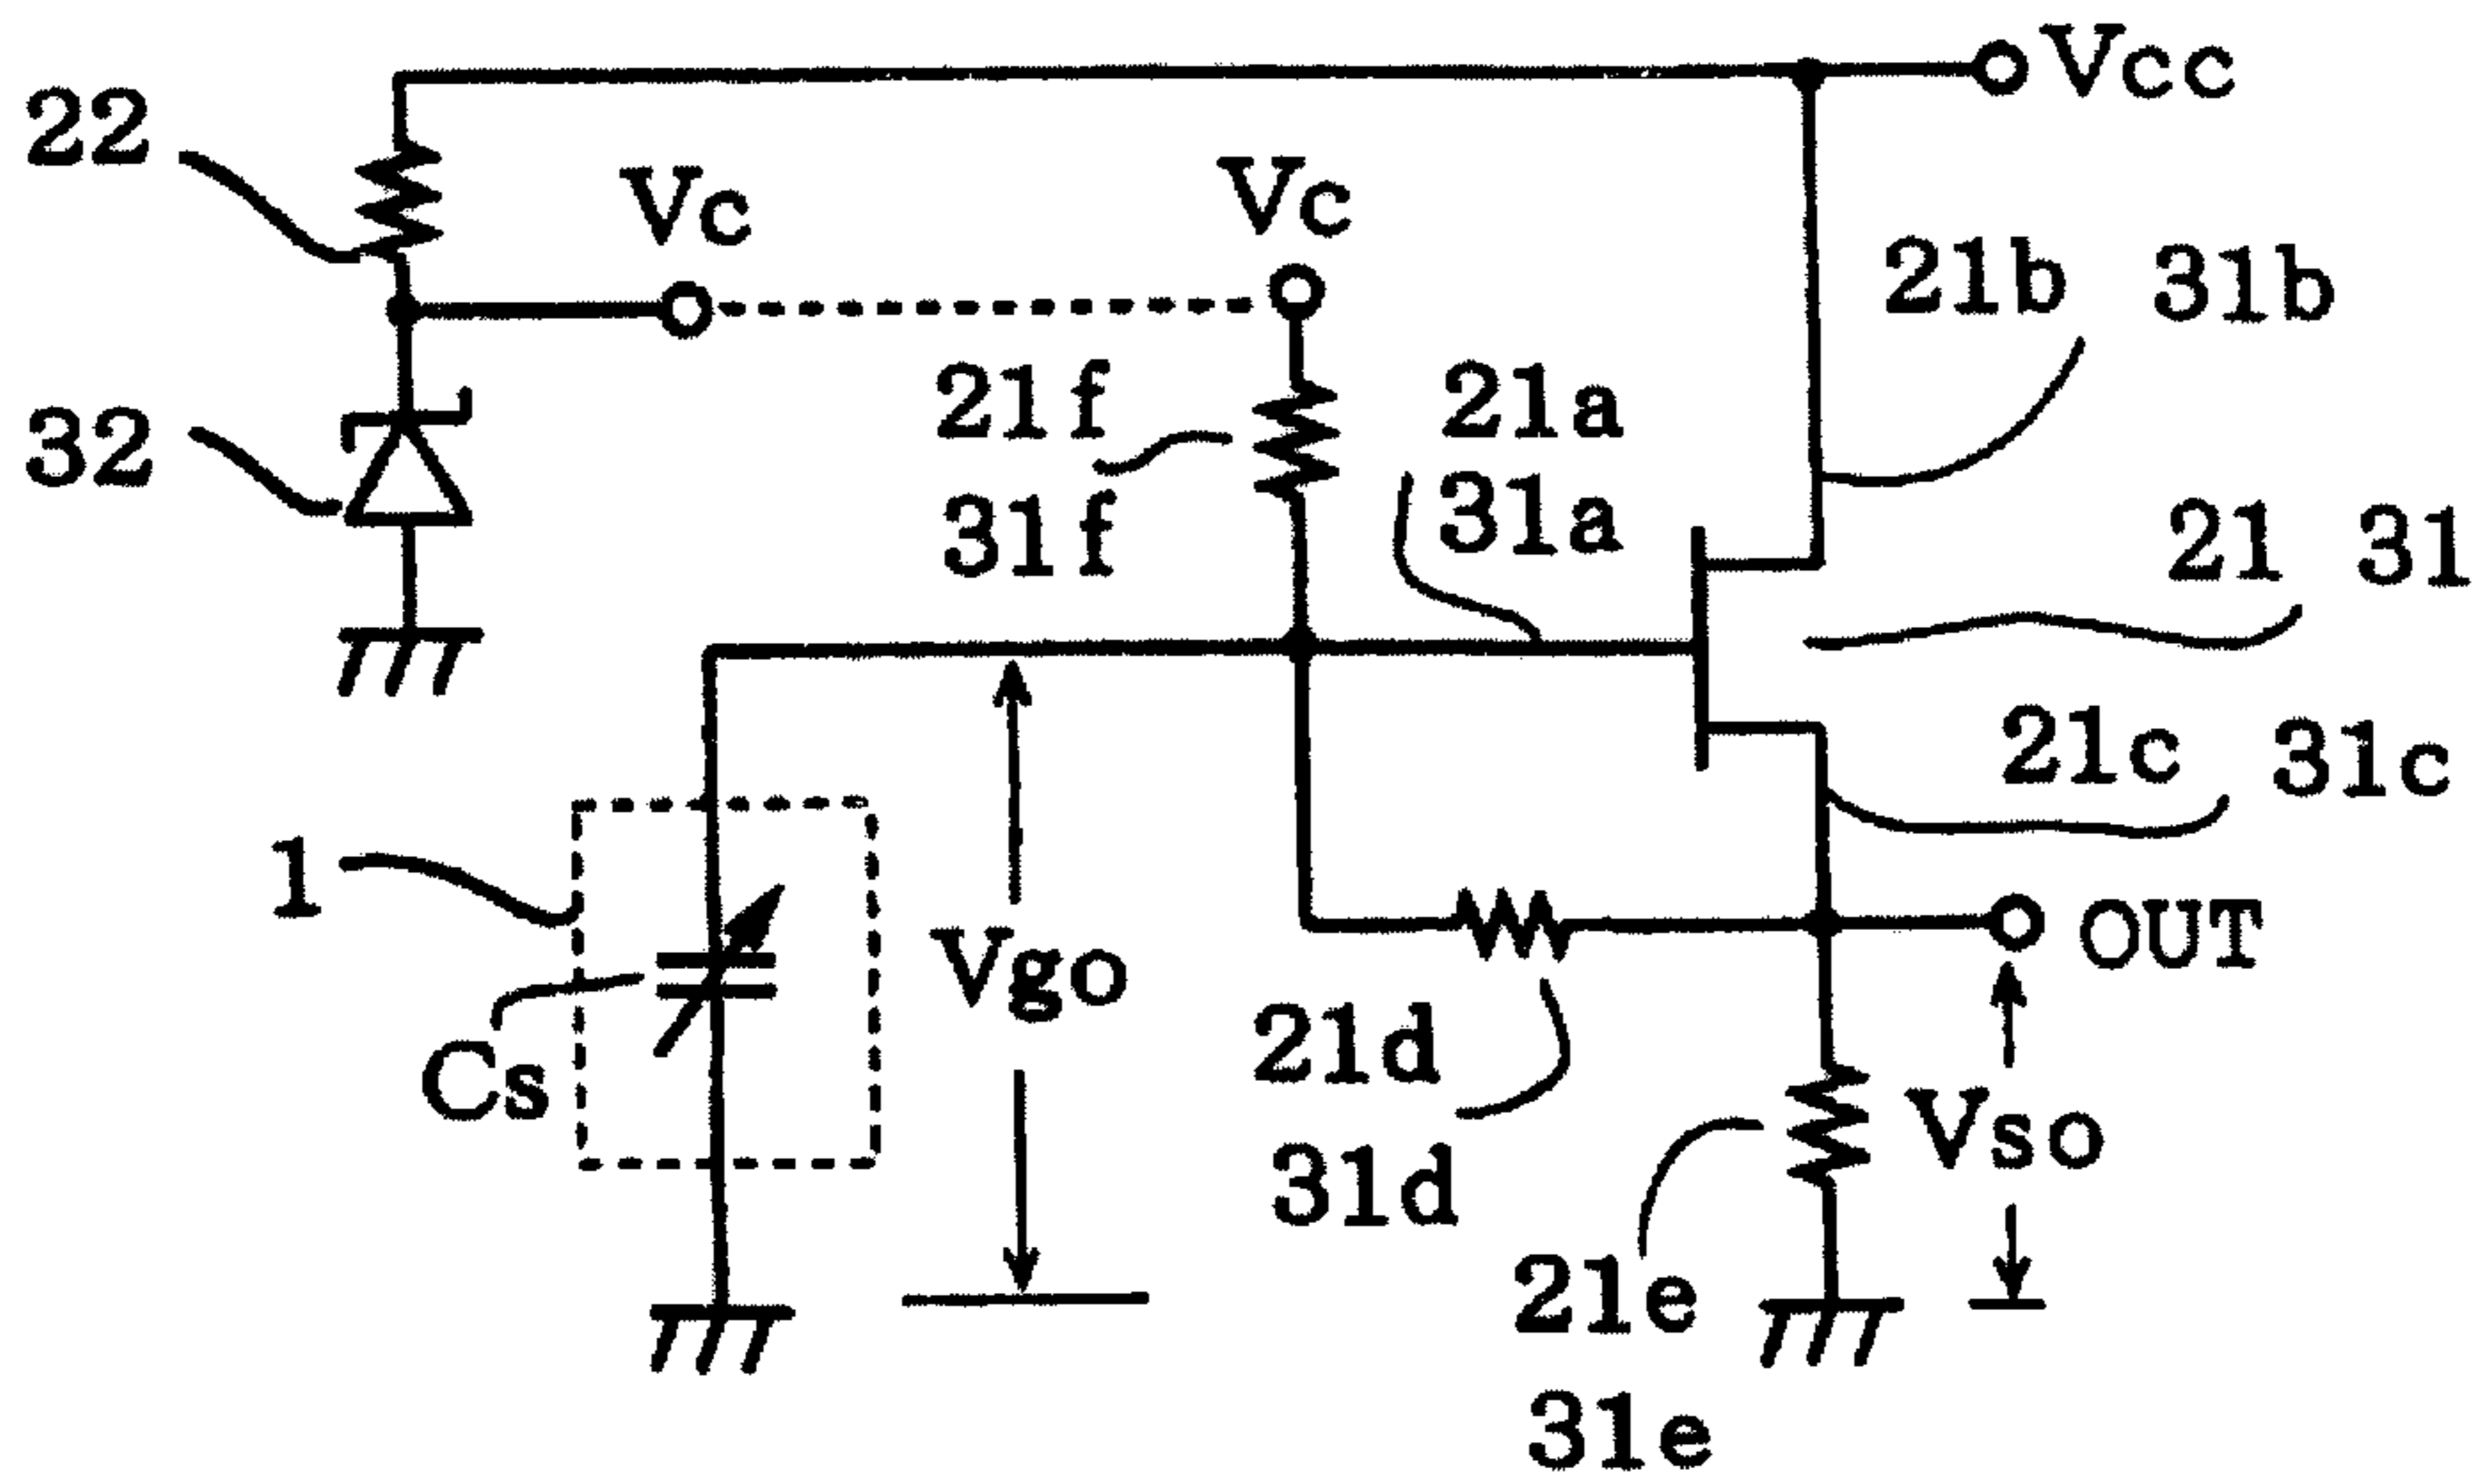 Vcc
22
Vc
Vc
21b 31b
32
21f
21a
31f
31a
21 31
21c 31c
1
Vgo
OUT
Cs
21d
Vso
31d
21e
31e